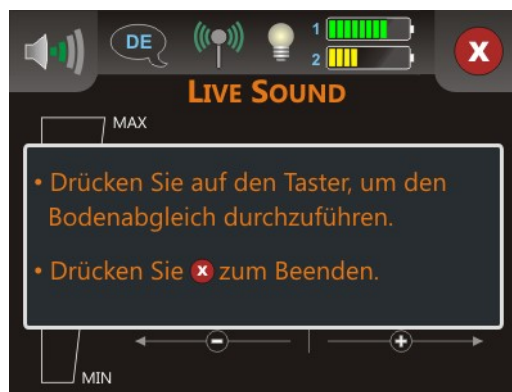 DE
1
2
X
LIVE SOUND
MAX
• Drücken Sie auf den Taster, um den
Bodenabgleich durchzuführen.
• Drücken Sie x zum Beenden.
− +
MIN